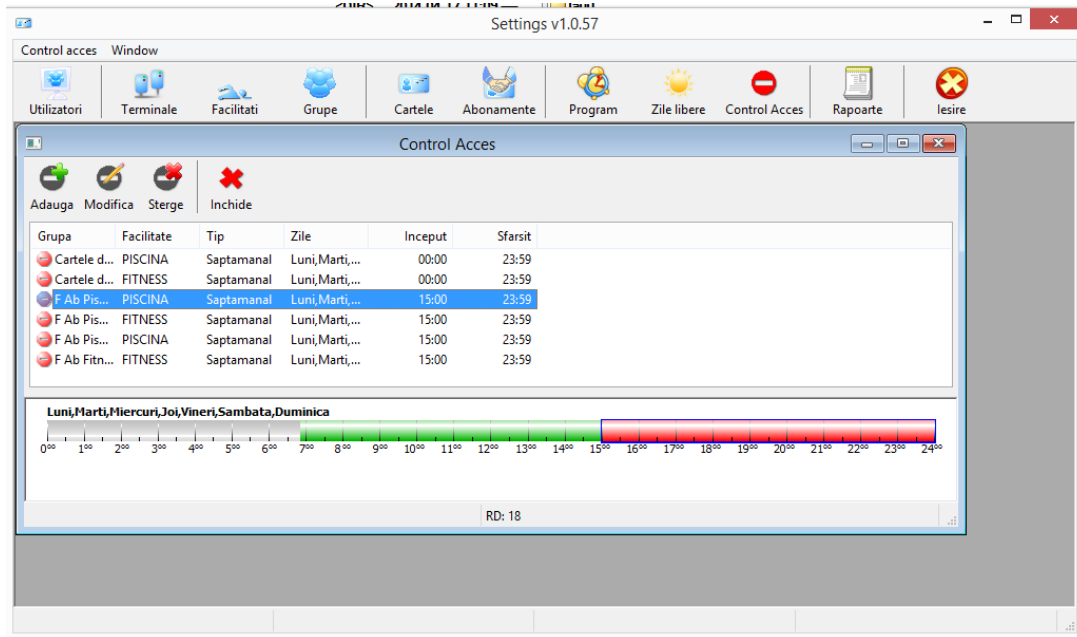 Settings v1.0.57
Control acces Window
Utilizatori Terminale Facilitati Grupe Cartele Abonamente Program Zile libere Control Acces Rapoarte Iesire
Control Acces
Adauga Modifica Sterge Inchide
Grupa Facilitate Tip Zile Inceput Sfarsit
Cartele d... PISCINA Saptamanal Luni,Marti,... 00:00 23:59
Cartele d... FITNESS Saptamanal Luni,Marti,... 00:00 23:59
F Ab Pis... PISCINA Saptamanal Luni,Marti,... 15:00 23:59
F Ab Pis... FITNESS Saptamanal Luni,Marti,... 15:00 23:59
F Ab Pis... PISCINA Saptamanal Luni,Marti,... 15:00 23:59
F Ab Fitn... FITNESS Saptamanal Luni,Marti,... 15:00 23:59
Luni,Marti,Miercuri,Joi,Vineri,Sambata,Duminica
0⁰⁰ 1⁰⁰ 2⁰⁰ 3⁰⁰ 4⁰⁰ 5⁰⁰ 6⁰⁰ 7⁰⁰ 8⁰⁰ 9⁰⁰ 10⁰⁰ 11⁰⁰ 12⁰⁰ 13⁰⁰ 14⁰⁰ 15⁰⁰ 16⁰⁰ 17⁰⁰ 18⁰⁰ 19⁰⁰ 20⁰⁰ 21⁰⁰ 22⁰⁰ 23⁰⁰ 24⁰⁰
RD: 18